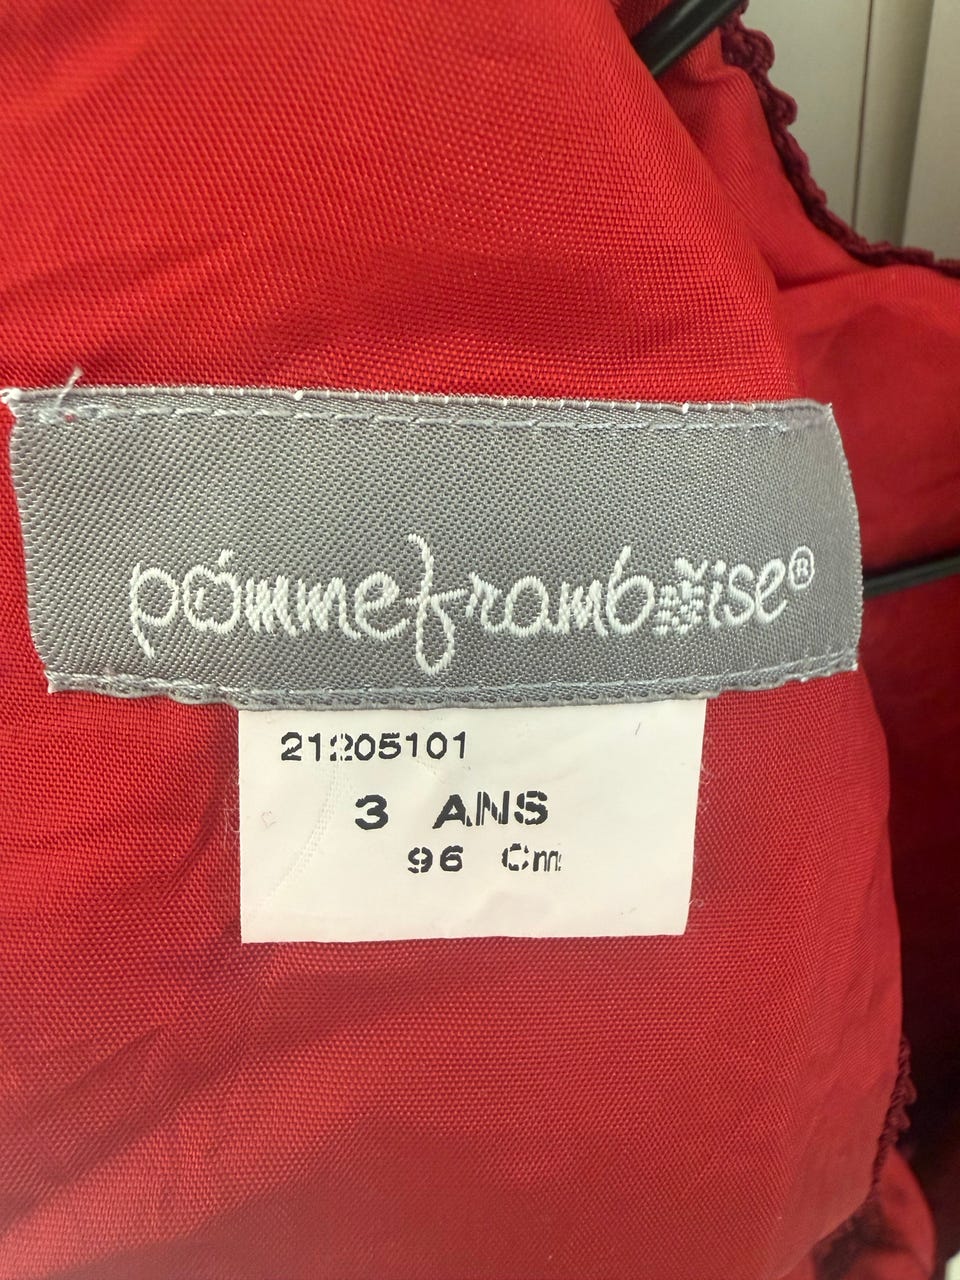 pommeframboise®
21205101
3 ANS
96 Cm